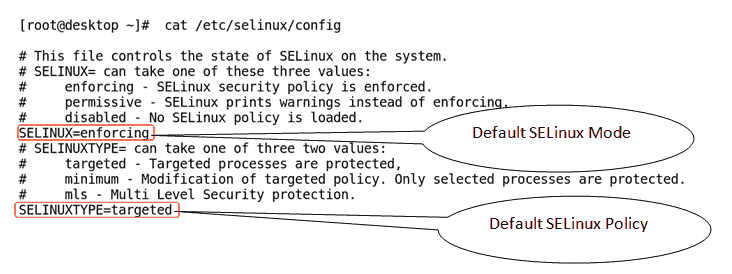 [root@desktop ~]# cat /etc/selinux/config
# This file controls the state of SELinux on the system.
# SELINUX= can take one of these three values:
#     enforcing - SELinux security policy is enforced.
#     permissive - SELinux prints warnings instead of enforcing.
#     disabled - No SELinux policy is loaded.
SELINUX=enforcing
Default SELinux Mode
# SELINUXTYPE= can take one of three two values:
#     targeted - Targeted processes are protected,
#     minimum - Modification of targeted policy. Only selected processes are protected.
#     mls - Multi Level Security protection.
SELINUXTYPE=targeted
Default SELinux Policy